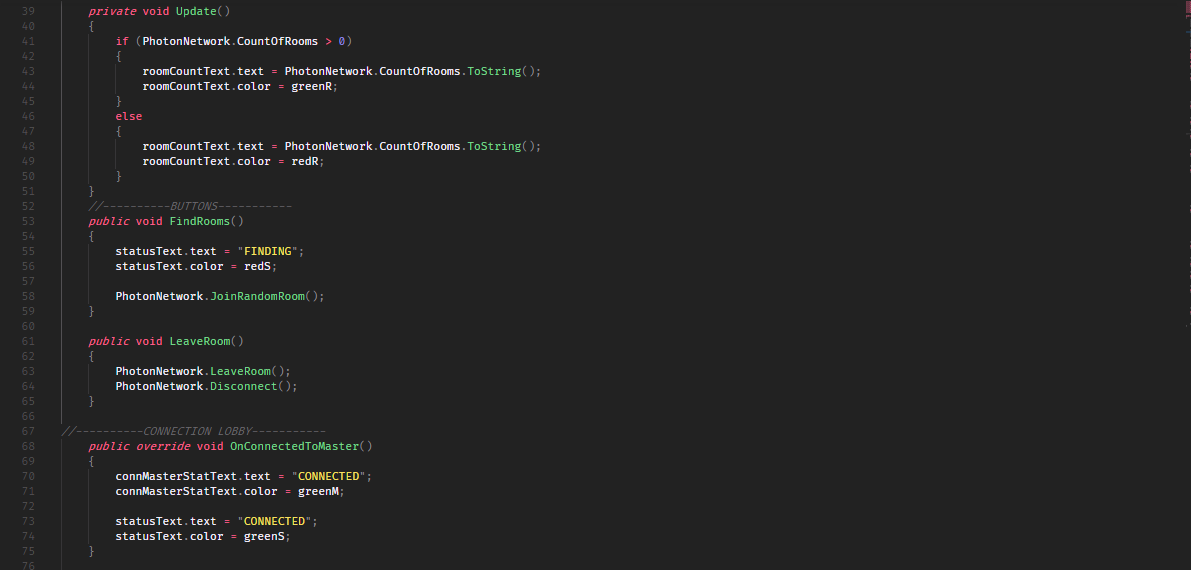 39 private void Update()
40 {
41 if (PhotonNetwork.CountOfRooms > 0)
42 {
43 roomCountText.text = PhotonNetwork.CountOfRooms.ToString();
44 roomCountText.color = greenR;
45 }
46 else
47 {
48 roomCountText.text = PhotonNetwork.CountOfRooms.ToString();
49 roomCountText.color = redR;
50 }
51 }
52 //----------BUTTONS-----------
53 public void FindRooms()
54 {
55 statusText.text = "FINDING";
56 statusText.color = redS;
57
58 PhotonNetwork.JoinRandomRoom();
59 }
60
61 public void LeaveRoom()
62 {
63 PhotonNetwork.LeaveRoom();
64 PhotonNetwork.Disconnect();
65 }
66
67 //----------CONNECTION LOBBY-----------
68 public override void OnConnectedToMaster()
69 {
70 connMasterStatText.text = "CONNECTED";
71 connMasterStatText.color = greenM;
72
73 statusText.text = "CONNECTED";
74 statusText.color = greenS;
75 }
76